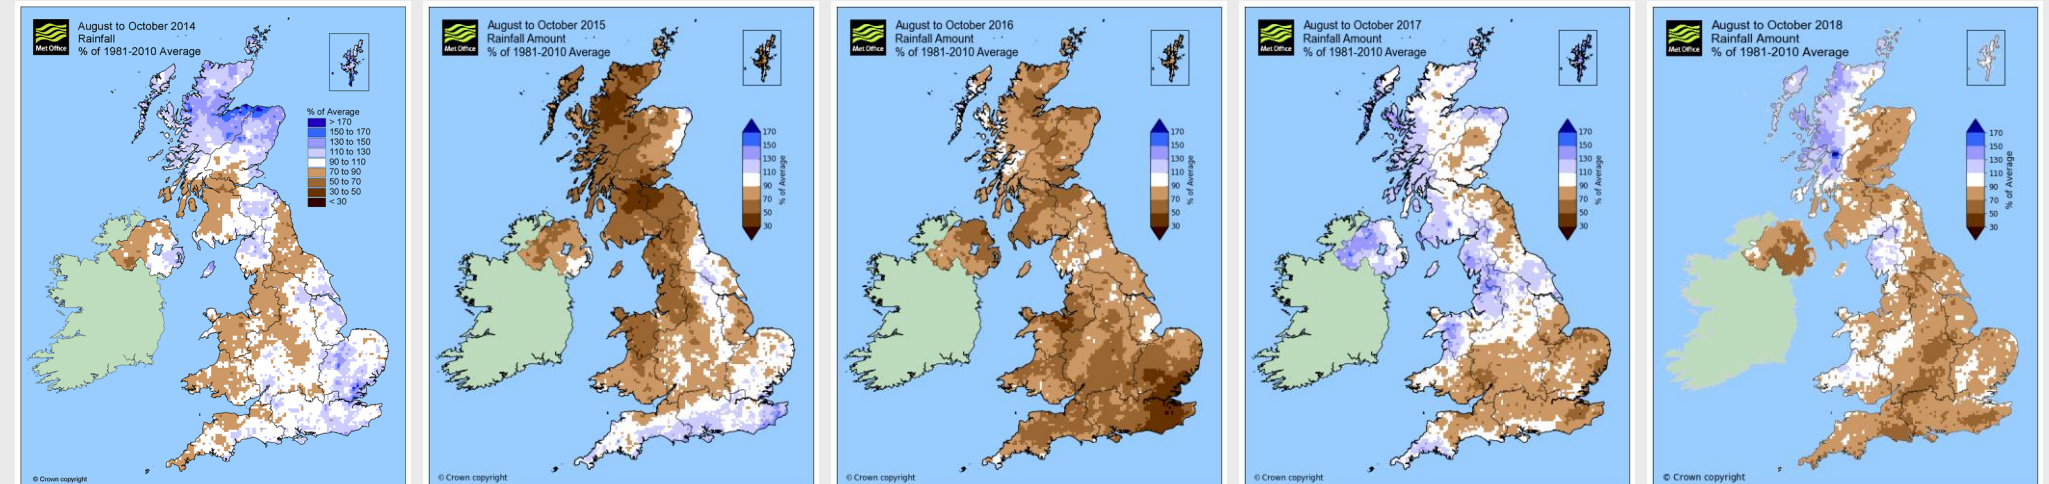 Met Office
August to October 2014
Rainfall
% of 1981-2010 Average
% of Average
> 170
150 to 170
130 to 150
110 to 130
90 to 110
70 to 90
50 to 70
30 to 50
< 30
© Crown copyright
Met Office
August to October 2015
Rainfall Amount
% of 1981-2010 Average
170
150
130
110
90
70
50
30
% of Average
© Crown copyright
Met Office
August to October 2016
Rainfall Amount
% of 1981-2010 Average
170
150
130
110
90
70
50
30
% of Average
© Crown copyright
Met Office
August to October 2017
Rainfall Amount
% of 1981-2010 Average
170
150
130
110
90
70
50
30
% of Average
© Crown copyright
Met Office
August to October 2018
Rainfall Amount
% of 1981-2010 Average
170
150
130
110
90
70
50
30
% of Average
© Crown copyright